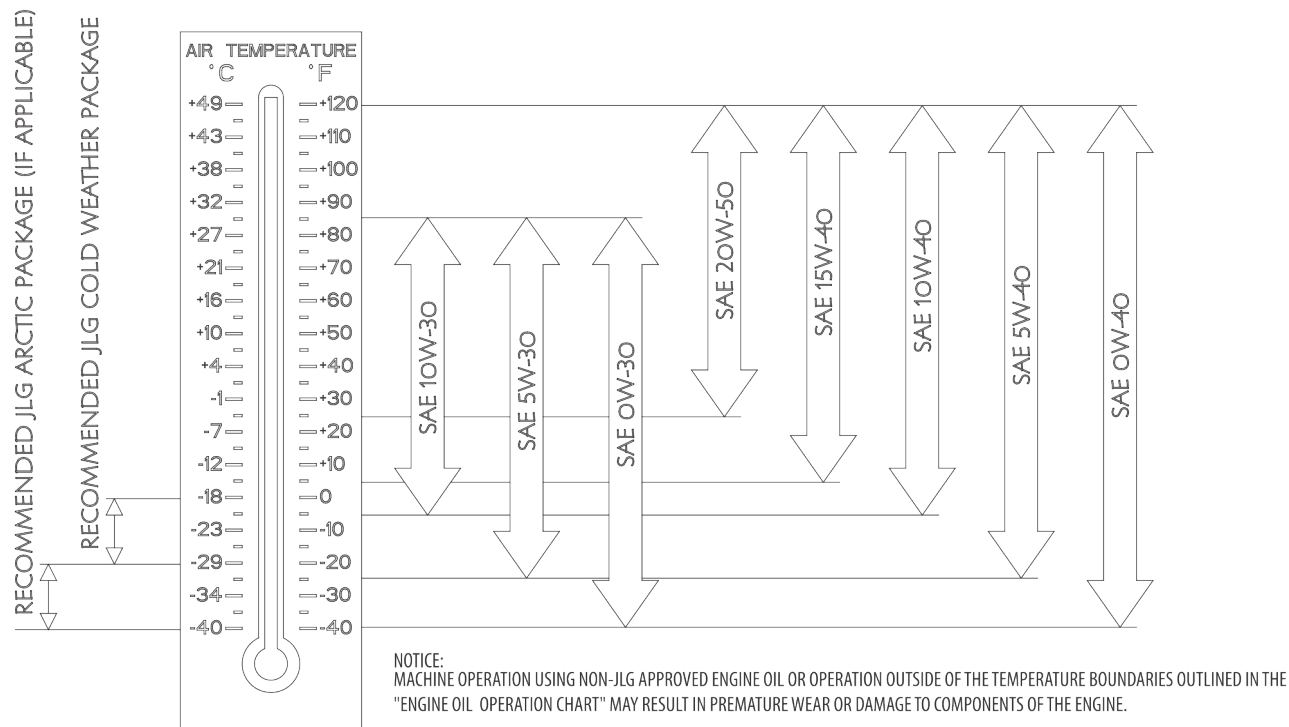 RECOMMENDED JLG ARCTIC PACKAGE (IF APPLICABLE)
RECOMMENDED JLG COLD WEATHER PACKAGE
AIR TEMPERATURE
°C °F
+49 +120
+43 +110
+38 +100
+32 +90
+27 +80
+21 +70
+16 +60
+10 +50
+4 +40
-1 +30
-7 +20
-12 +10
-18 0
-23 -10
-29 -20
-34 -30
-40 -40
SAE 10W-30
SAE 5W-30
SAE 0W-30
SAE 20W-50
SAE 15W-40
SAE 10W-40
SAE 5W-40
SAE 0W-40
NOTICE:
MACHINE OPERATION USING NON-JLG APPROVED ENGINE OIL OR OPERATION OUTSIDE OF THE TEMPERATURE BOUNDARIES OUTLINED IN THE
"ENGINE OIL OPERATION CHART" MAY RESULT IN PREMATURE WEAR OR DAMAGE TO COMPONENTS OF THE ENGINE.